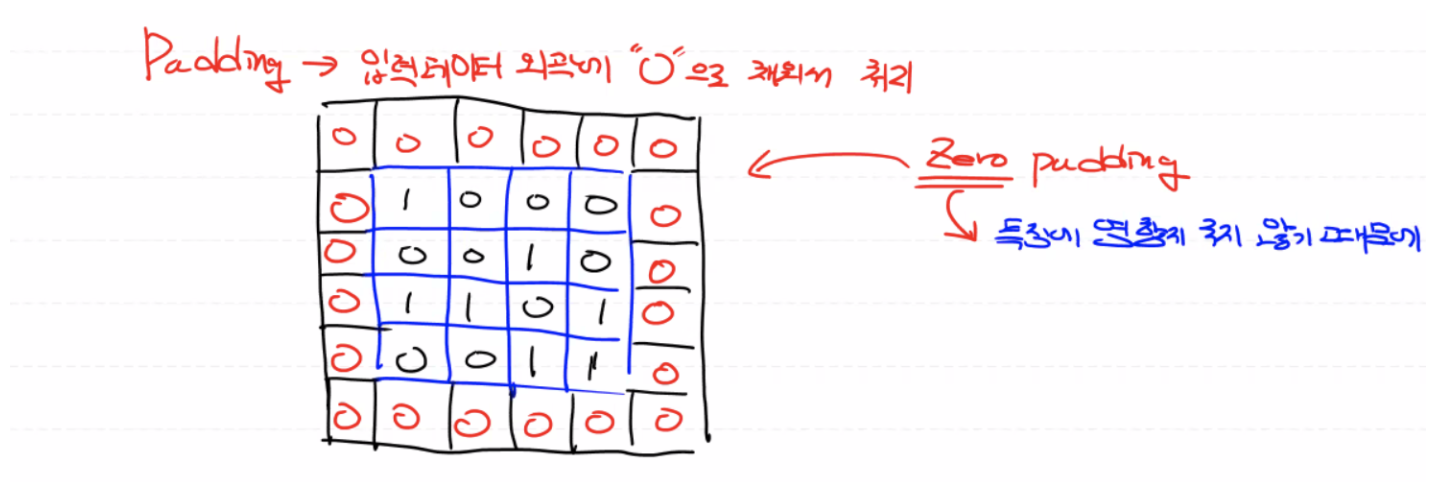 Padding → 입력데이터 외곽에 "0"으로 채워서 처리
0 0 0 0 0 0
Zero padding
0 1 0 0 0 0
특징에 영향지 주지 않기 때문에
0 0 0 1 0 0
0 1 1 0 1 0
0 0 0 1 1 0
0 0 0 0 0 0